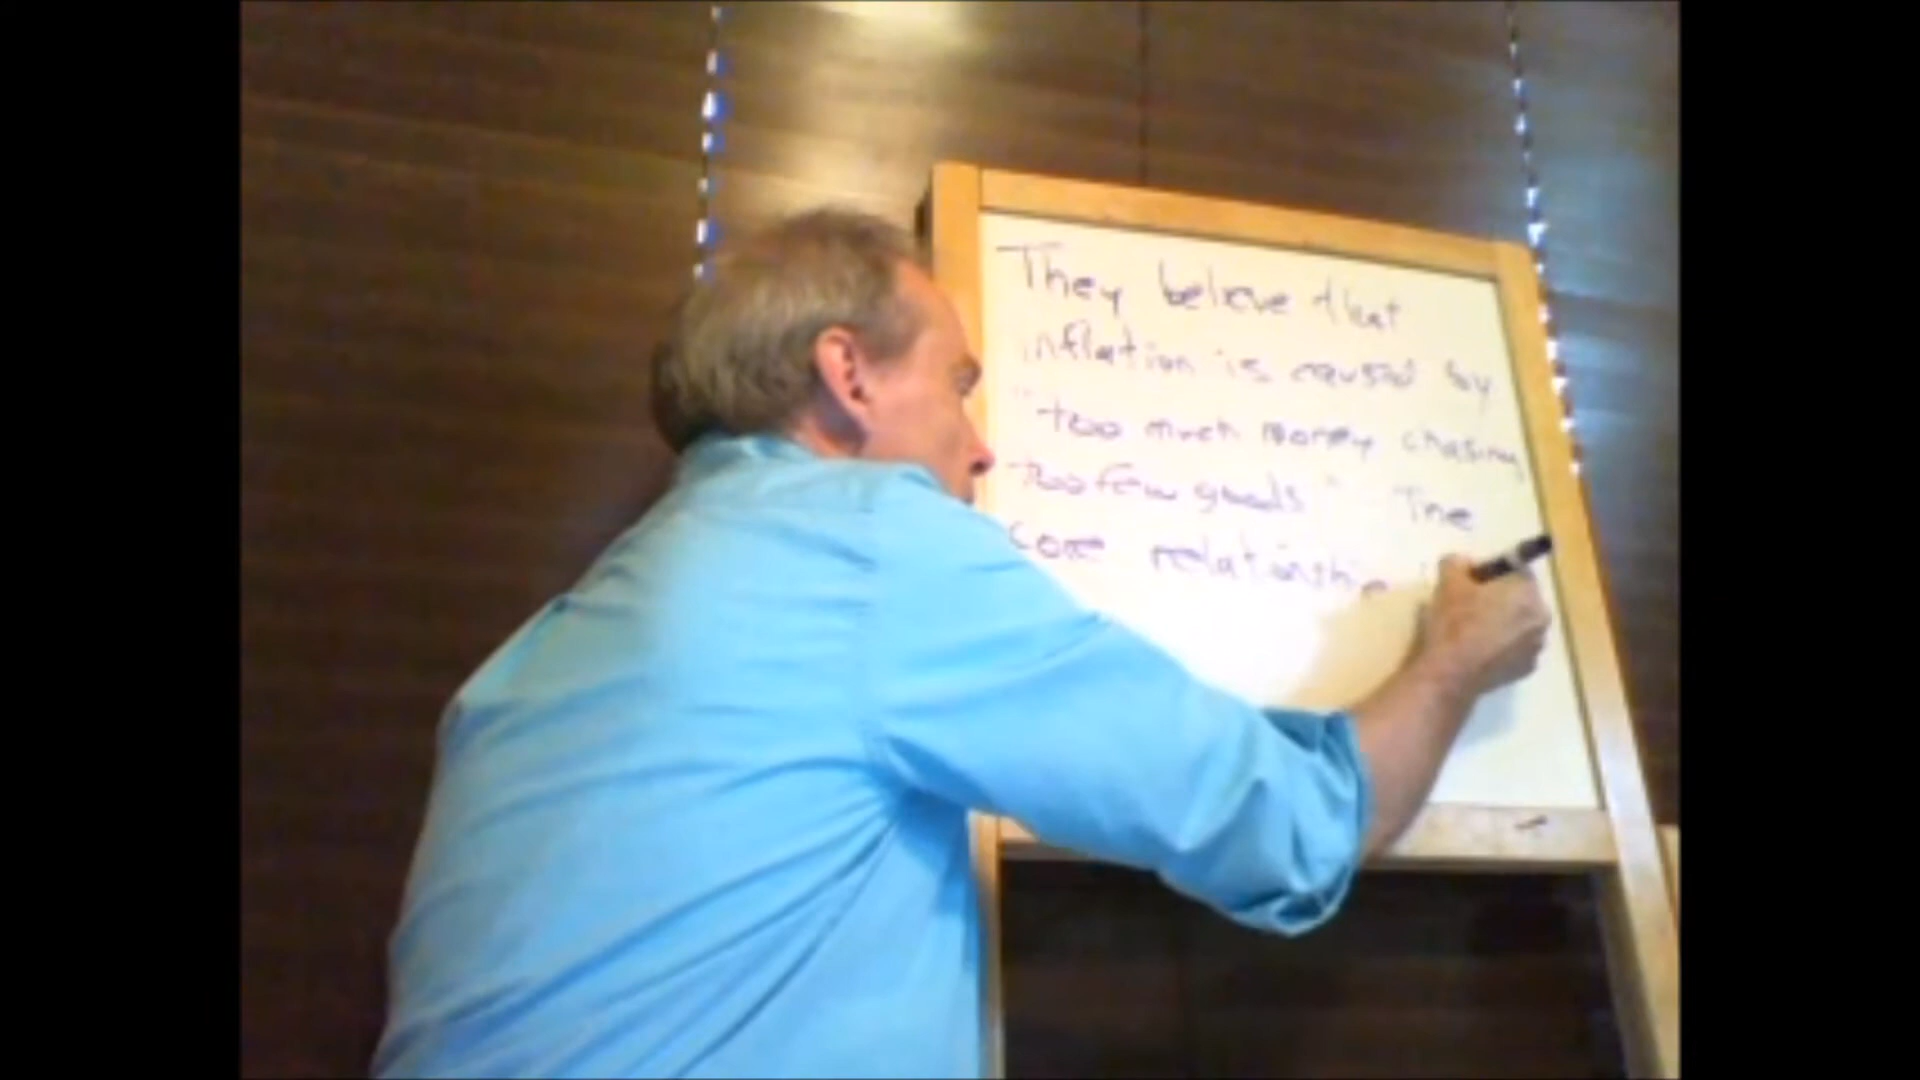 They believe that
inflation is caused by
"too much money chasing
too few goods." The
core relationship